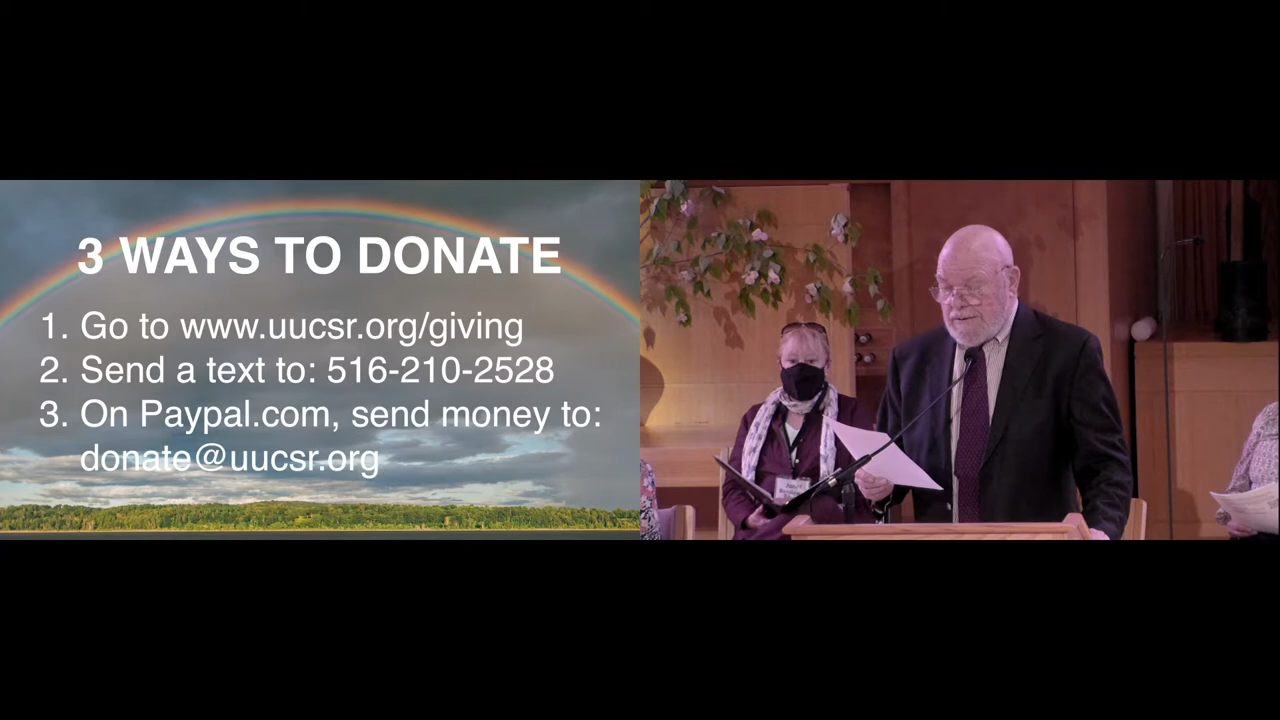 3 WAYS TO DONATE
1. Go to www.uucsr.org/giving
2. Send a text to: 516-210-2528
3. On Paypal.com, send money to:
donate@uucsr.org